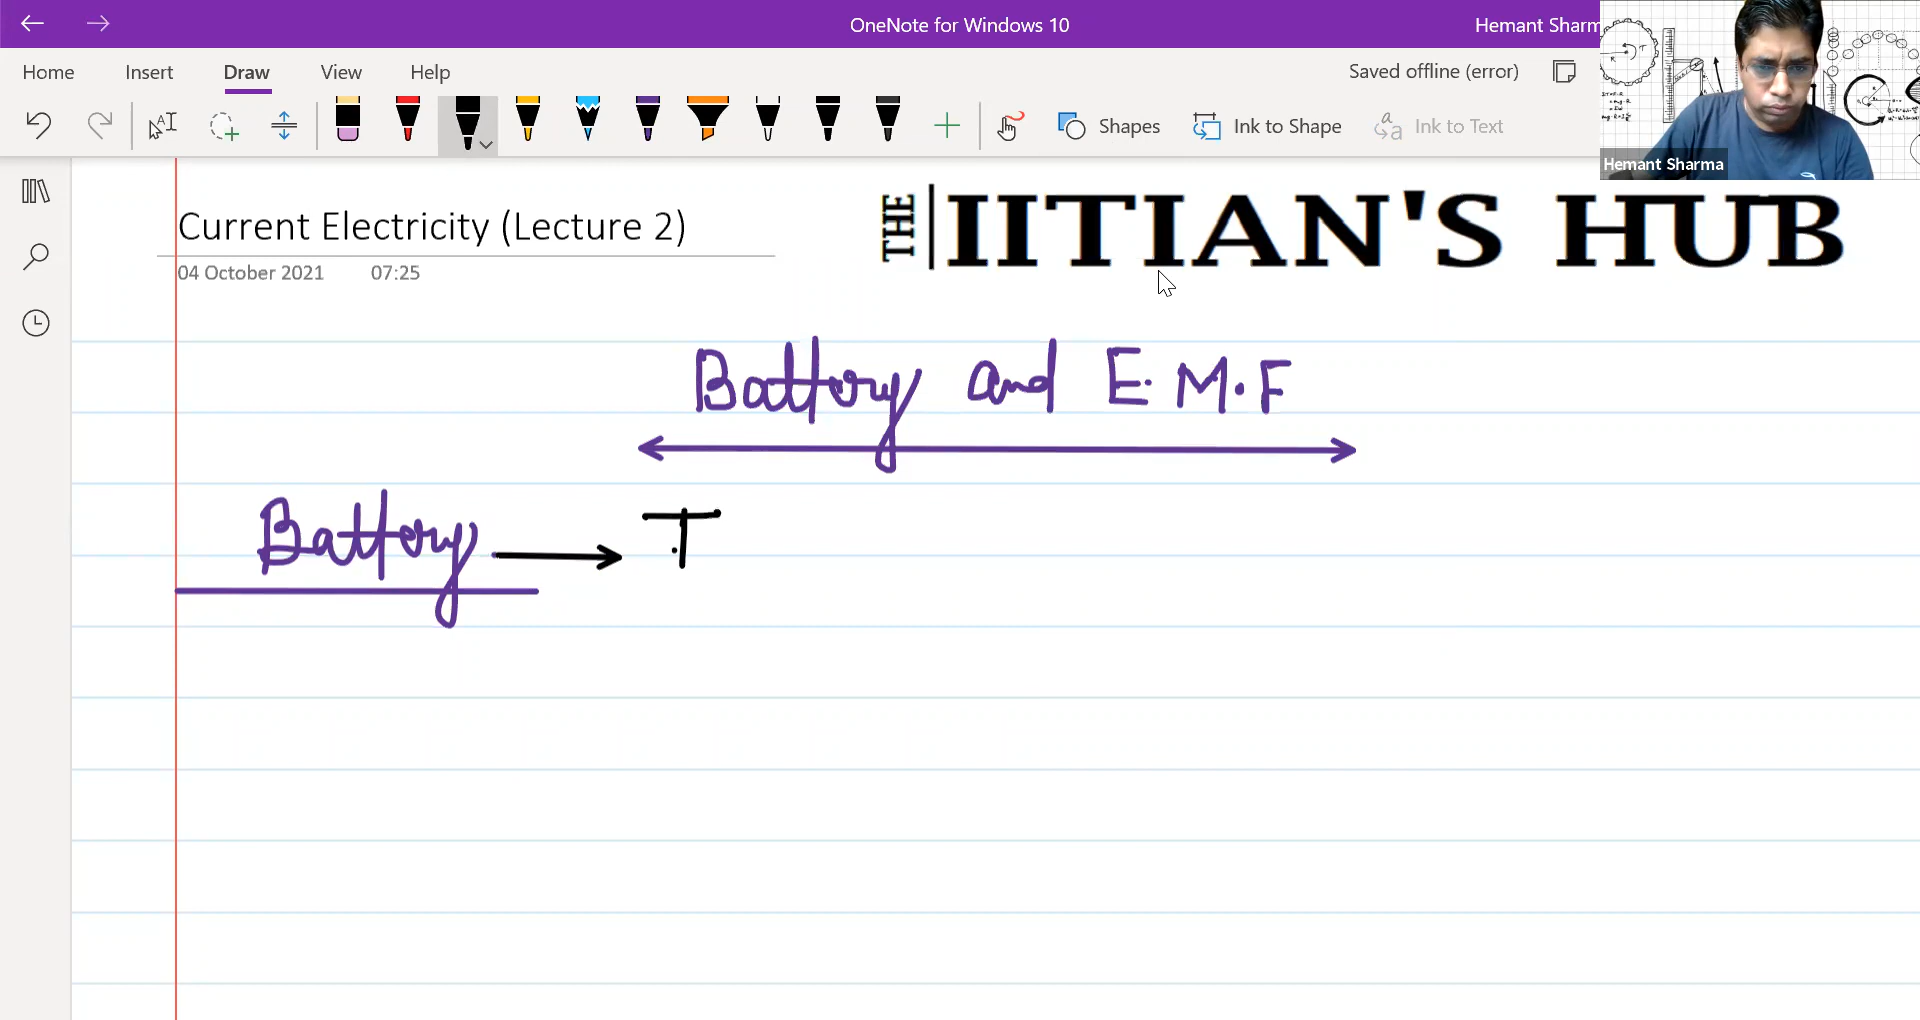 OneNote for Windows 10
Hemant Sharm
Home Insert Draw View Help
Saved offline (error)
Shapes Ink to Shape Ink to Text
Hemant Sharma
THE IITIAN'S HUB
Current Electricity (Lecture 2)
04 October 2021 07:25
Battery and E.M.F
Battery → T